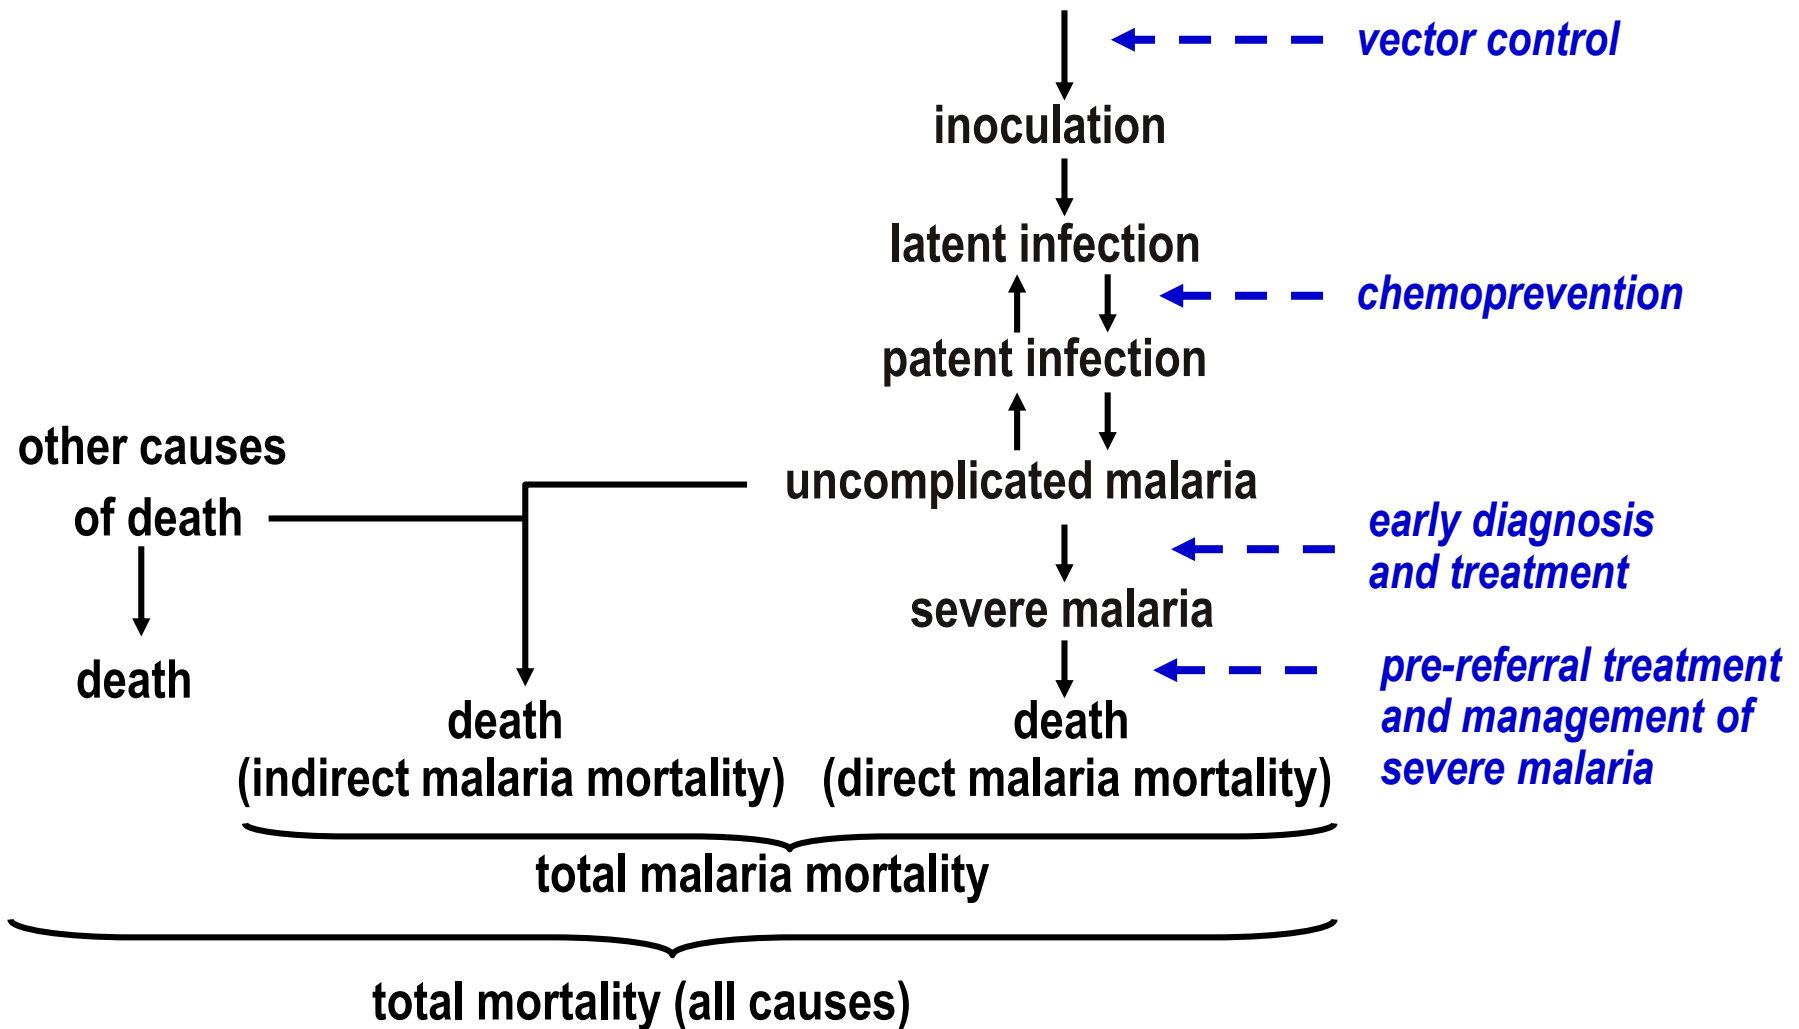 vector control
inoculation
latent infection
chemoprevention
patent infection
other causes
of death
uncomplicated malaria
early diagnosis
and treatment
severe malaria
death
pre-referral treatment
and management of
severe malaria
death
(indirect malaria mortality)
death
(direct malaria mortality)
total malaria mortality
total mortality (all causes)